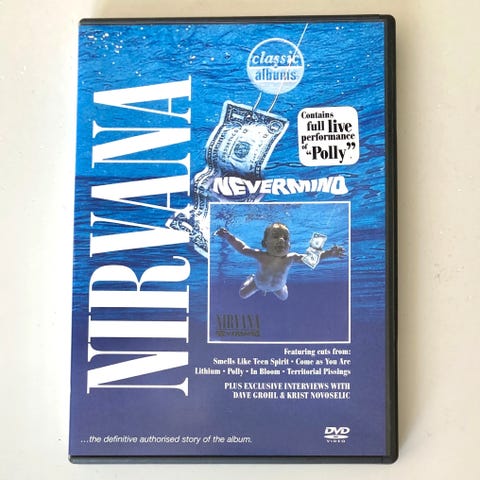 classic
albums
Contains
full live
performance
of “Polly”.
NIRVANA
NEVERMIND
NIRVANA
NEVERMIND
Featuring cuts from:
Smells Like Teen Spirit • Come as You Are
Lithium • Polly • In Bloom • Territorial Pissings
PLUS EXCLUSIVE INTERVIEWS WITH
DAVE GROHL & KRIST NOVOSELIC
...the definitive authorised story of the album.
DVD
VIDEO